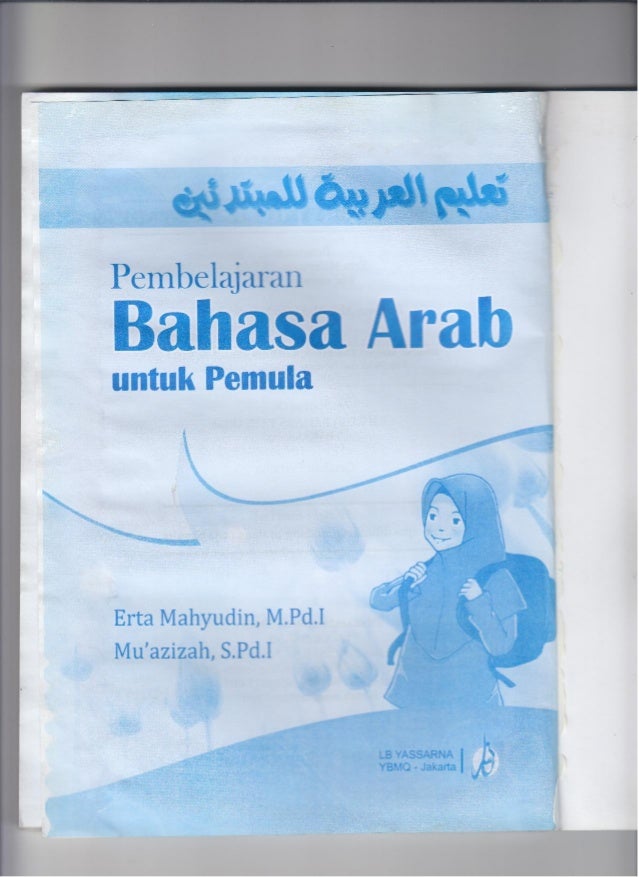 تعليم العربية للمبتدئين
Pembelajaran
Bahasa Arab
untuk Pemula
Erta Mahyudin, M.Pd.I
Mu'azizah, S.Pd.I
LB YASSARNA
YBMQ - Jakarta